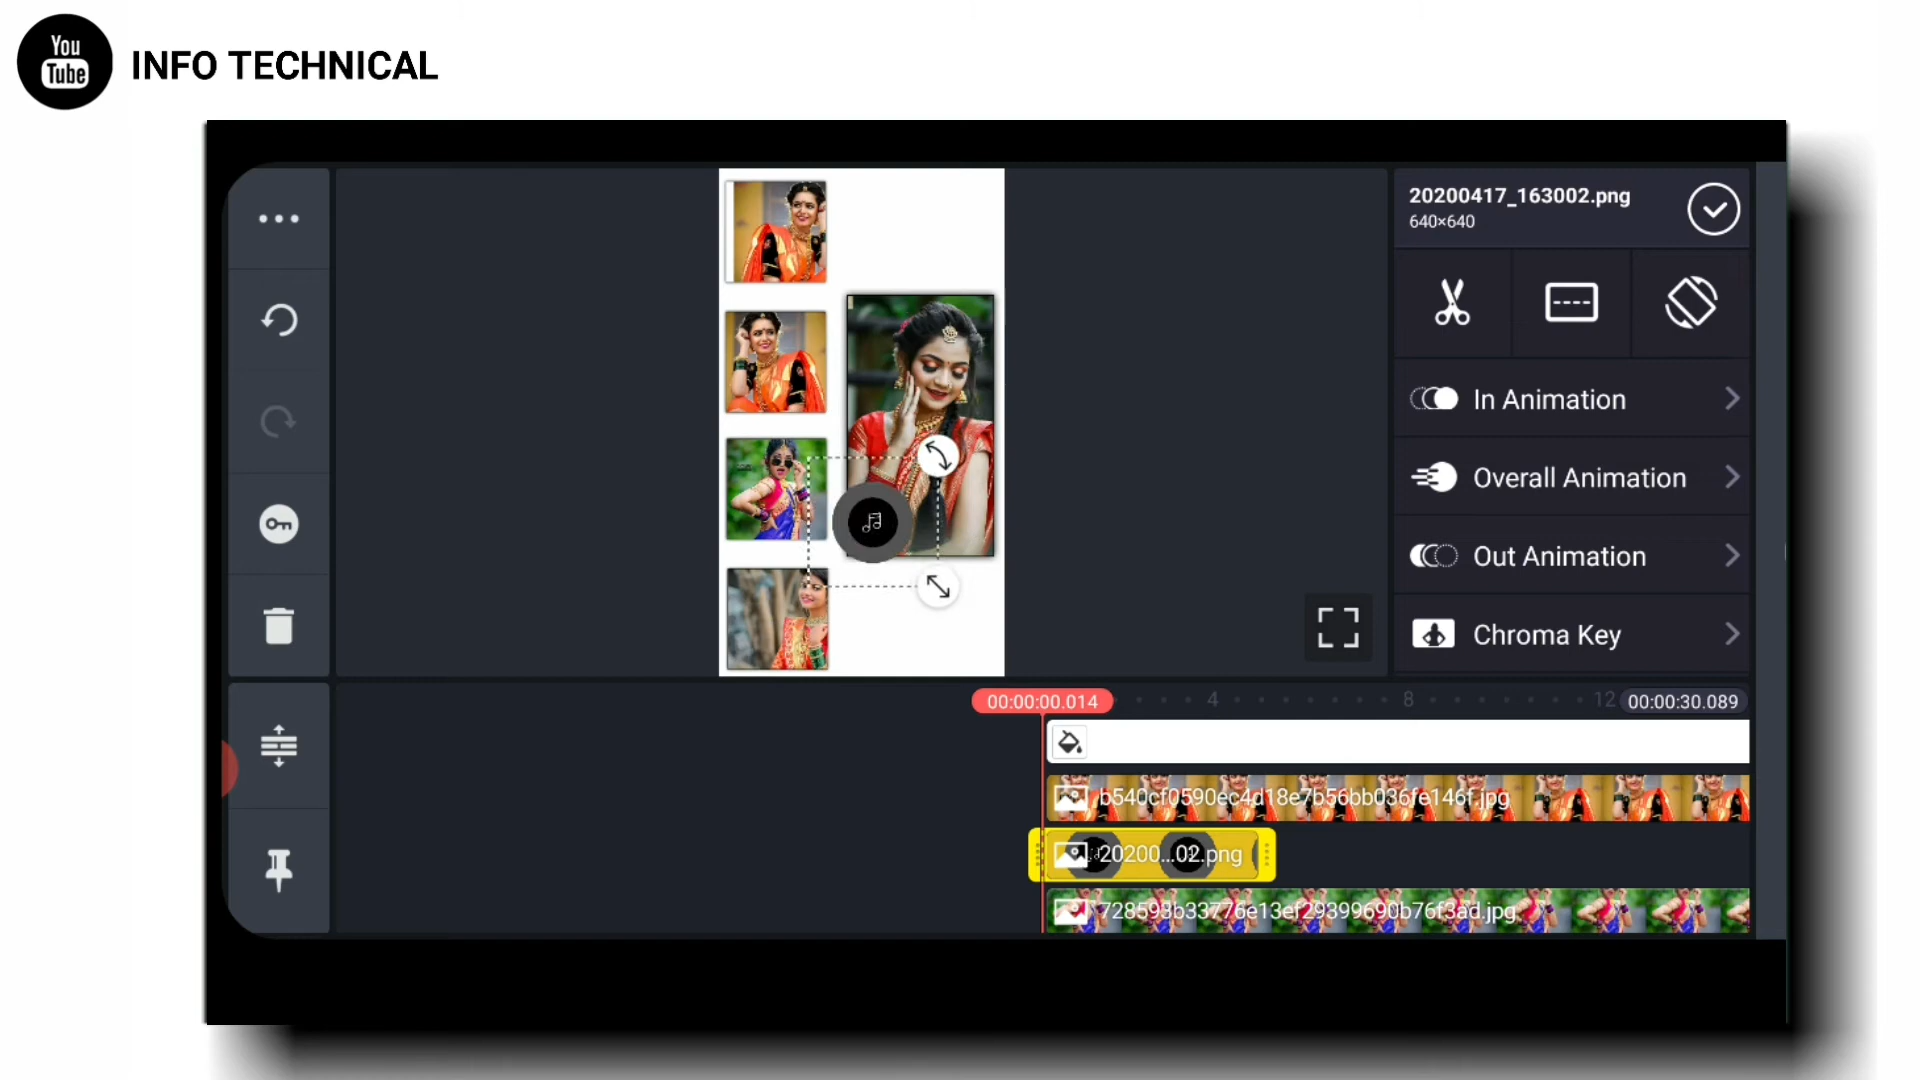 You
Tube
INFO TECHNICAL
20200417_163002.png
640×640
In Animation
Overall Animation
Out Animation
Chroma Key
00:00:00.014
4
8
12
00:00:30.089
b540cf0590ec4d18e7b56bb036fe146f.jpg
20200...02.png
728593b33776e13ef29399690b76f3ad.jpg